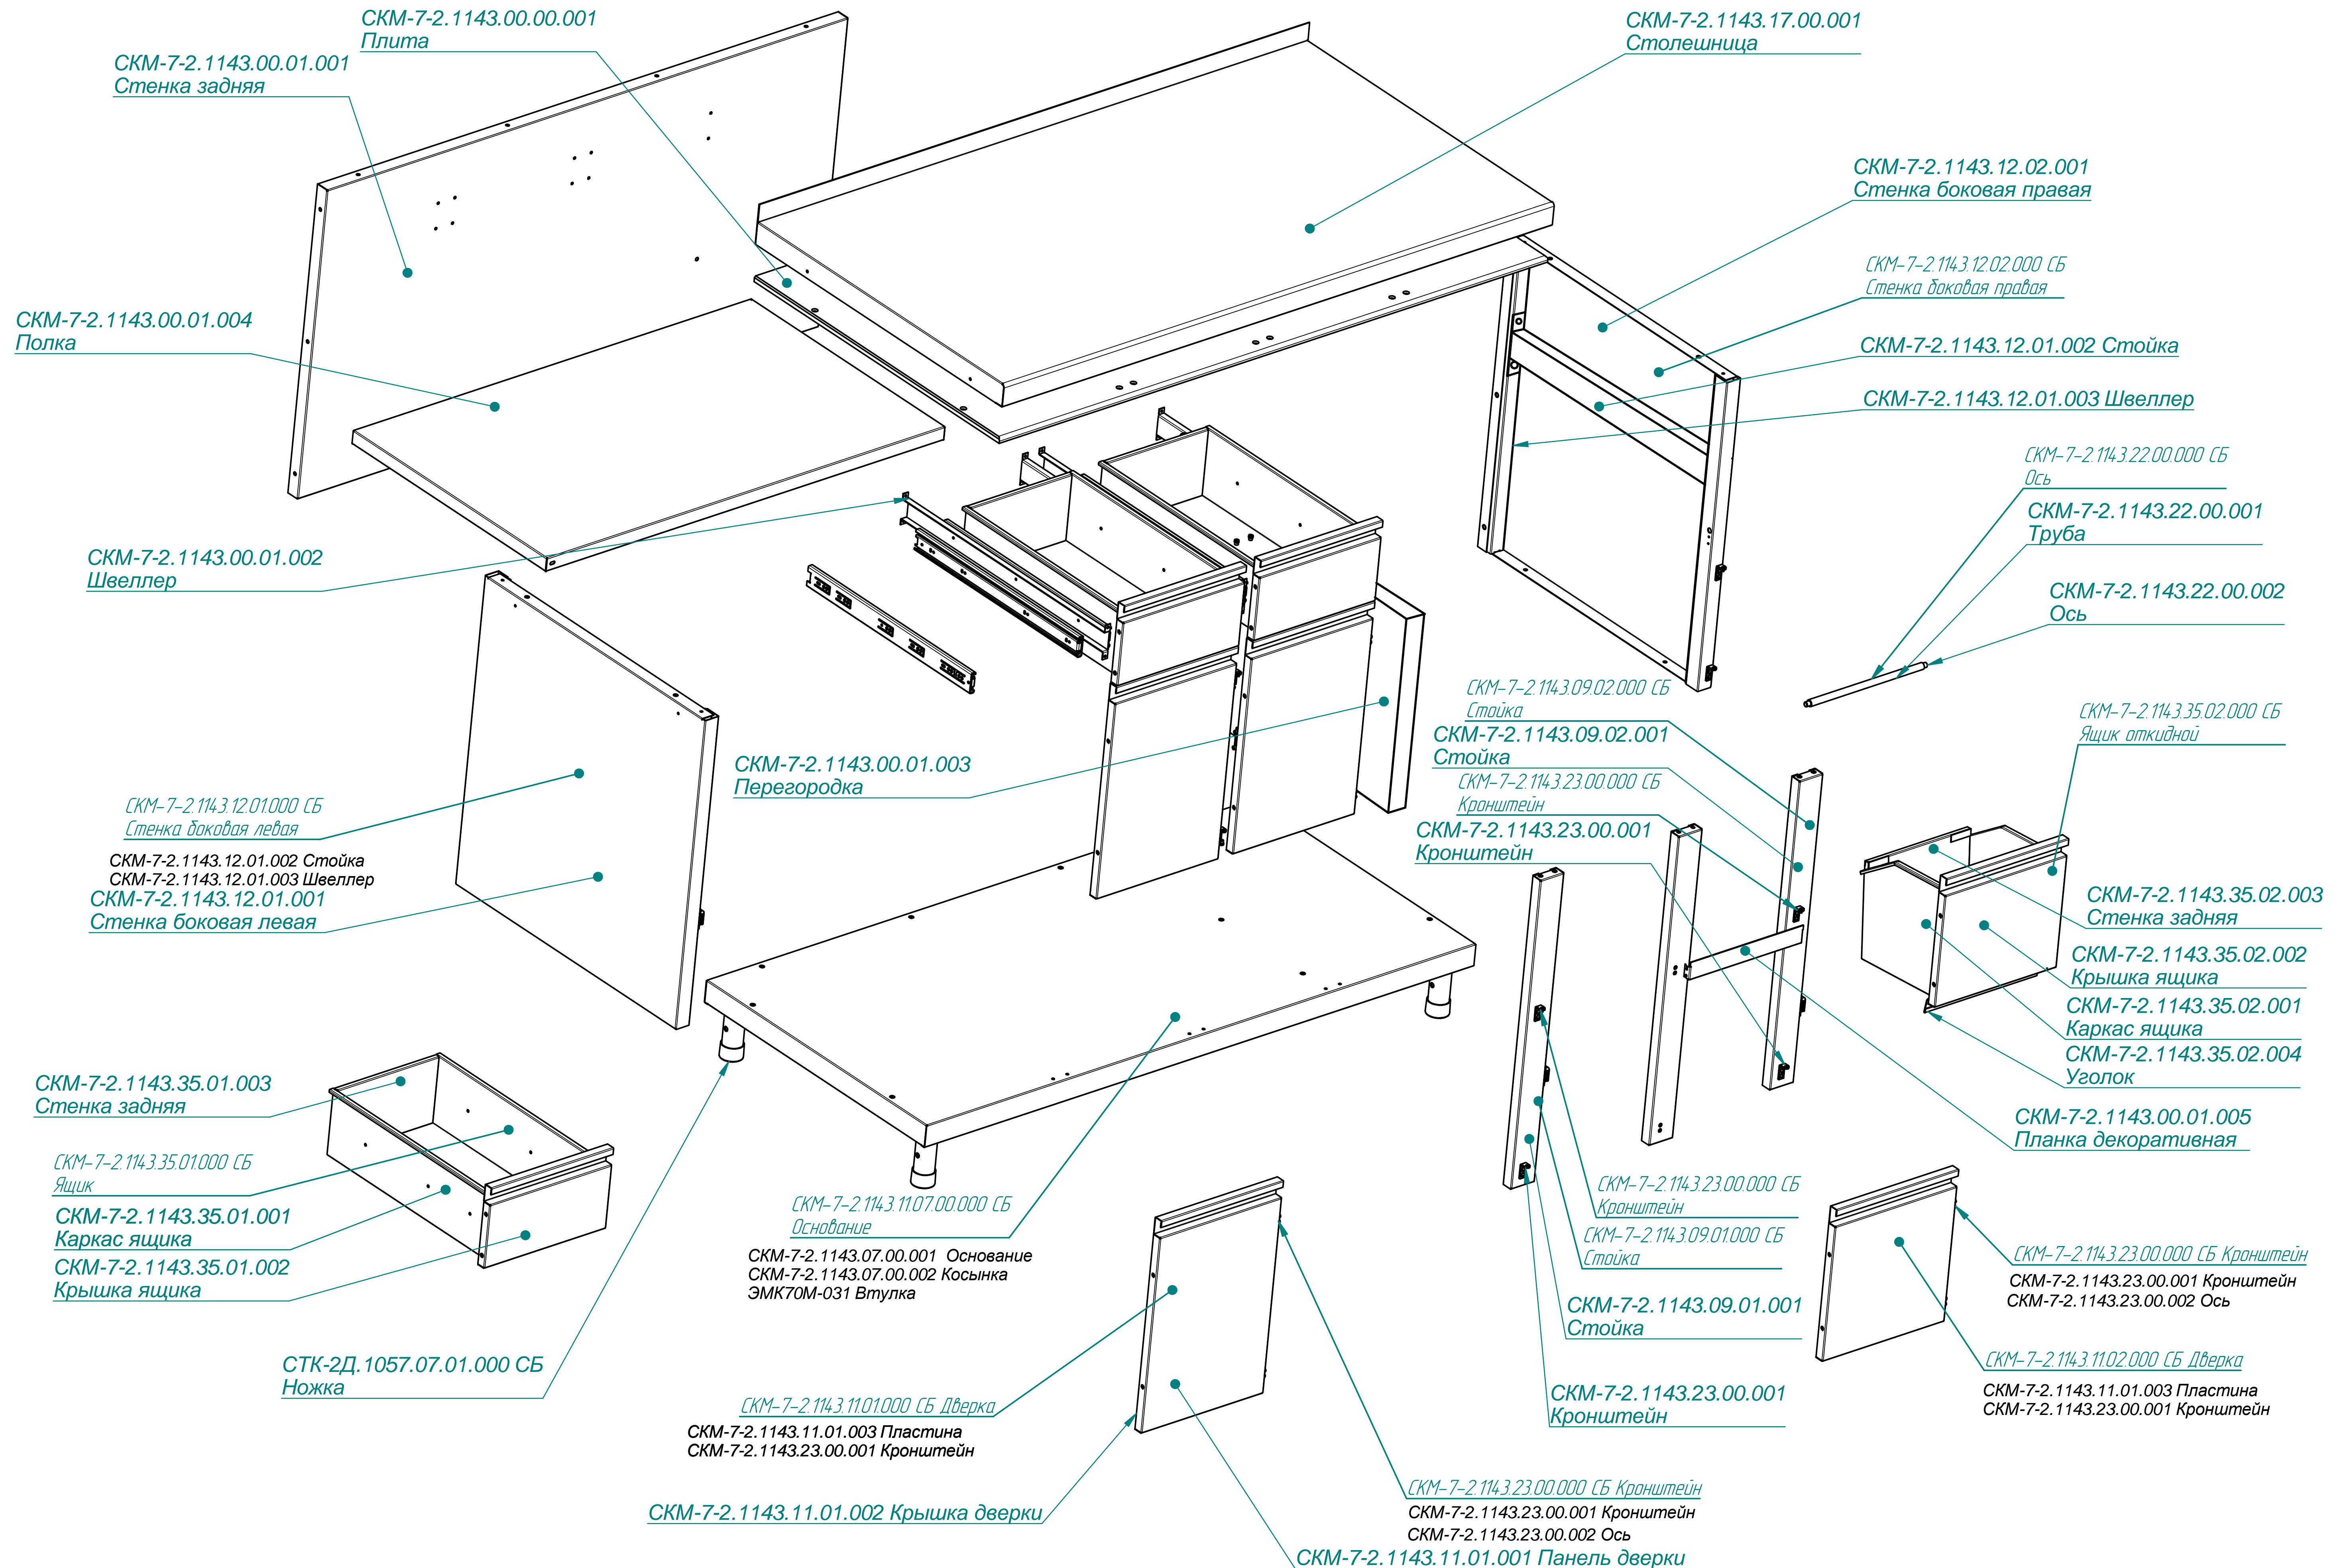 СКМ-7-2.1143.00.00.001
Плита
СКМ-7-2.1143.17.00.001
Столешница
СКМ-7-2.1143.00.01.001
Стенка задняя
СКМ-7-2.1143.12.02.001
Стенка боковая правая
СКМ-7-2.1143.12.02.000 СБ
Стенка боковая правая
СКМ-7-2.1143.00.01.004
Полка
СКМ-7-2.1143.12.01.002 Стойка
СКМ-7-2.1143.12.01.003 Швеллер
СКМ-7-2.1143.22.00.000 СБ
Ось
СКМ-7-2.1143.22.00.001
Труба
СКМ-7-2.1143.00.01.002
Швеллер
СКМ-7-2.1143.22.00.002
Ось
СКМ-7-2.1143.09.02.000 СБ
Стойка
СКМ-7-2.1143.35.02.000 СБ
Ящик откидной
СКМ-7-2.1143.09.02.001
Стойка
СКМ-7-2.1143.00.01.003
Перегородка
СКМ-7-2.1143.23.00.000 СБ
Кронштейн
СКМ-7-2.1143.23.00.001
Кронштейн
СКМ-7-2.1143.12.01.000 СБ
Стенка боковая левая
СКМ-7-2.1143.12.01.002 Стойка
СКМ-7-2.1143.12.01.003 Швеллер
СКМ-7-2.1143.12.01.001
Стенка боковая левая
СКМ-7-2.1143.35.02.003
Стенка задняя
СКМ-7-2.1143.35.02.002
Крышка ящика
СКМ-7-2.1143.35.02.001
Каркас ящика
СКМ-7-2.1143.35.02.004
Уголок
СКМ-7-2.1143.35.01.003
Стенка задняя
СКМ-7-2.1143.00.01.005
Планка декоративная
СКМ-7-2.1143.35.01.000 СБ
Ящик
СКМ-7-2.1143.35.01.001
Каркас ящика
СКМ-7-2.1143.35.01.002
Крышка ящика
СКМ-7-2.1143.11.07.00.000 СБ
Основание
СКМ-7-2.1143.07.00.001 Основание
СКМ-7-2.1143.07.00.002 Косынка
ЭМК70М-031 Втулка
СКМ-7-2.1143.23.00.000 СБ
Кронштейн
СКМ-7-2.1143.09.01.000 СБ
Стойка
СКМ-7-2.1143.23.00.000 СБ Кронштейн
СКМ-7-2.1143.23.00.001 Кронштейн
СКМ-7-2.1143.23.00.002 Ось
СКМ-7-2.1143.09.01.001
Стойка
СТК-2Д.1057.07.01.000 СБ
Ножка
СКМ-7-2.1143.11.02.000 СБ Дверка
СКМ-7-2.1143.11.01.003 Пластина
СКМ-7-2.1143.23.00.001 Кронштейн
СКМ-7-2.1143.23.00.001
Кронштейн
СКМ-7-2.1143.11.01.000 СБ Дверка
СКМ-7-2.1143.11.01.003 Пластина
СКМ-7-2.1143.23.00.001 Кронштейн
СКМ-7-2.1143.11.01.002 Крышка дверки
СКМ-7-2.1143.23.00.000 СБ Кронштейн
СКМ-7-2.1143.23.00.001 Кронштейн
СКМ-7-2.1143.23.00.002 Ось
СКМ-7-2.1143.11.01.001 Панель дверки